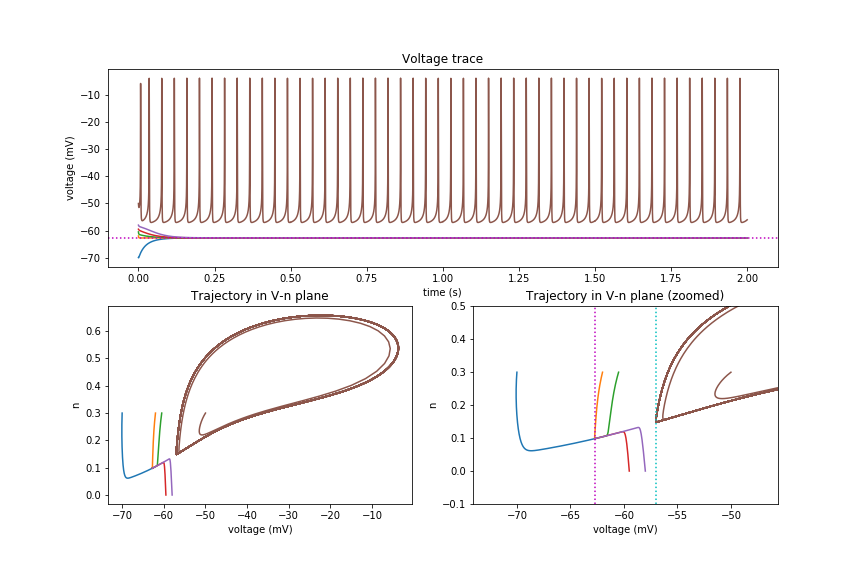 Voltage trace
voltage (mV)
−10
−20
−30
−40
−50
−60
−70
0.00 0.25 0.50 0.75 1.00 1.25 1.50 1.75 2.00
time (s)
Trajectory in V-n plane
n
0.6
0.5
0.4
0.3
0.2
0.1
0.0
−70 −60 −50 −40 −30 −20 −10
voltage (mV)
Trajectory in V-n plane (zoomed)
n
0.5
0.4
0.3
0.2
0.1
0.0
−0.1
−70 −65 −60 −55 −50
voltage (mV)